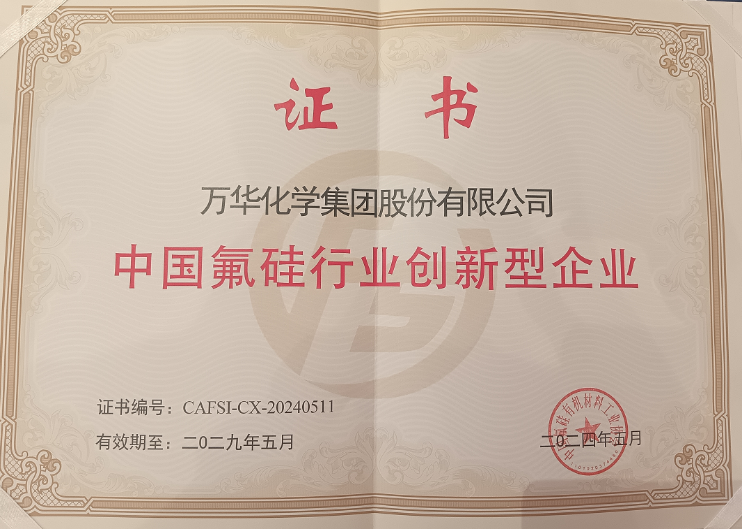 证书
万华化学集团股份有限公司
中国氟硅行业创新型企业
证书编号：CAFSI-CX-20240511
有效期至：二0二九年五月
二0二四年五月